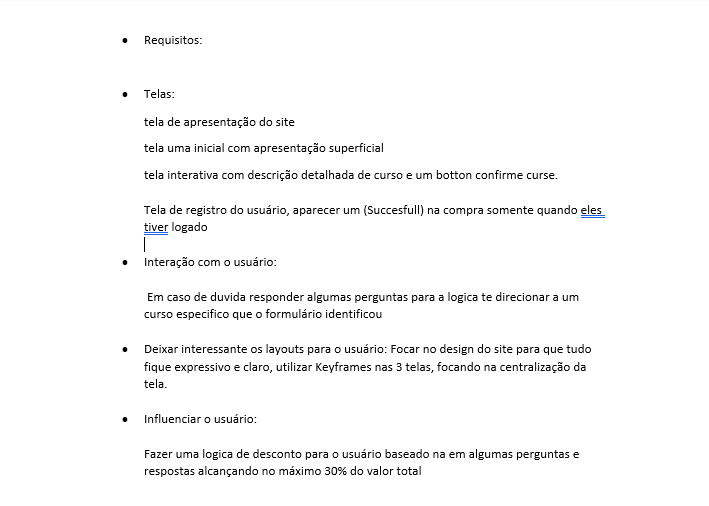 • Requisitos:
• Telas:
tela de apresentação do site
tela uma inicial com apresentação superficial
tela interativa com descrição detalhada de curso e um botton confirme curse.
Tela de registro do usuário, aparecer um (Succesfull) na compra somente quando eles
tiver logado
• Interação com o usuário:
Em caso de duvida responder algumas perguntas para a logica te direcionar a um
curso especifico que o formulário identificou
• Deixar interessante os layouts para o usuário: Focar no design do site para que tudo
fique expressivo e claro, utilizar Keyframes nas 3 telas, focando na centralização da
tela.
• Influenciar o usuário:
Fazer uma logica de desconto para o usuário baseado na em algumas perguntas e
respostas alcançando no máximo 30% do valor total